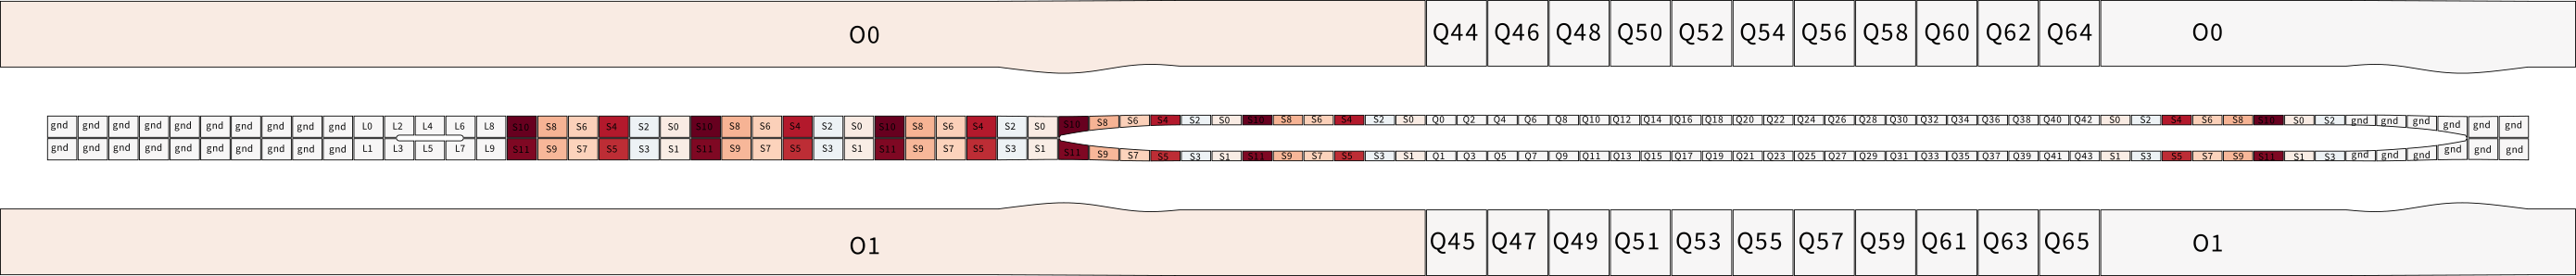 O0 Q44 Q46 Q48 Q50 Q52 Q54 Q56 Q58 Q60 Q62 Q64 O0
gnd gnd gnd gnd gnd gnd gnd gnd gnd gnd L0 L2 L4 L6 L8 S10 S8 S6 S4 S2 S0 S10 S8 S6 S4 S2 S0 S10 S8 S6 S4 S2 S0 S10 S8 S6 S4 S2 S0 S10 S8 S6 S4 S2 S0 Q0 Q2 Q4 Q6 Q8 Q10 Q12 Q14 Q16 Q18 Q20 Q22 Q24 Q26 Q28 Q30 Q32 Q34 Q36 Q38 Q40 Q42 S0 S2 S4 S6 S8 S10 S0 S2 gnd gnd gnd gnd gnd gnd
gnd gnd gnd gnd gnd gnd gnd gnd gnd gnd L1 L3 L5 L7 L9 S11 S9 S7 S5 S3 S1 S11 S9 S7 S5 S3 S1 S11 S9 S7 S5 S3 S1 S11 S9 S7 S5 S3 S1 S11 S9 S7 S5 S3 S1 Q1 Q3 Q5 Q7 Q9 Q11 Q13 Q15 Q17 Q19 Q21 Q23 Q25 Q27 Q29 Q31 Q33 Q35 Q37 Q39 Q41 Q43 S1 S3 S5 S7 S9 S11 S1 S3 gnd gnd gnd gnd gnd gnd
O1 Q45 Q47 Q49 Q51 Q53 Q55 Q57 Q59 Q61 Q63 Q65 O1